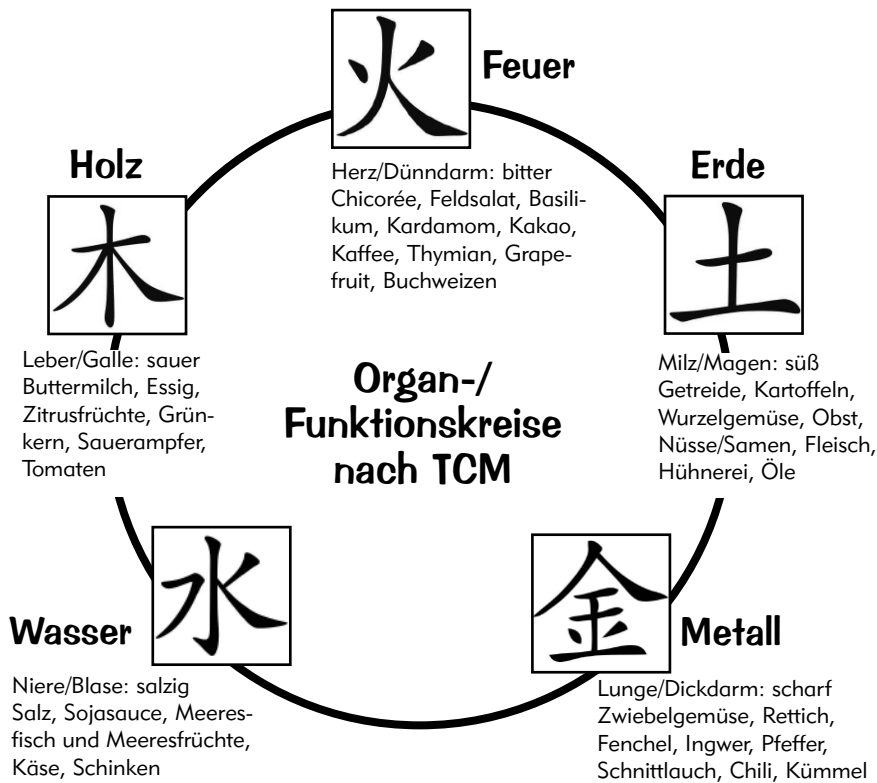 火
Feuer
Herz/Dünndarm: bitter
Chicorée, Feldsalat, Basili-
kum, Kardamom, Kakao,
Kaffee, Thymian, Grape-
fruit, Buchweizen
Holz
木
Leber/Galle: sauer
Buttermilch, Essig,
Zitrusfrüchte, Grün-
kern, Sauerampfer,
Tomaten
Erde
土
Milz/Magen: süß
Getreide, Kartoffeln,
Wurzelgemüse, Obst,
Nüsse/Samen, Fleisch,
Hühnerei, Öle
Organ-/
Funktionskreise
nach TCM
Wasser
水
Niere/Blase: salzig
Salz, Sojasauce, Meeres-
fisch und Meeresfrüchte,
Käse, Schinken
金
Metall
Lunge/Dickdarm: scharf
Zwiebelgemüse, Rettich,
Fenchel, Ingwer, Pfeffer,
Schnittlauch, Chili, Kümmel